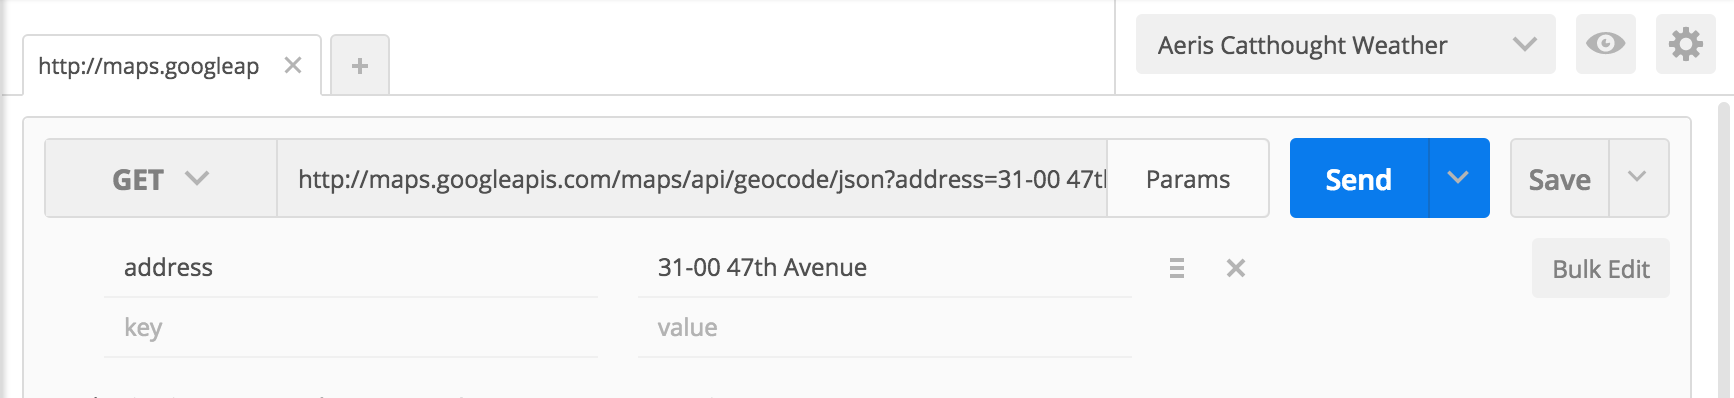 http://maps.googleap
Aeris Catthought Weather
GET
http://maps.googleapis.com/maps/api/geocode/json?address=31-00 47th
Params
Send
Save
address
31-00 47th Avenue
Bulk Edit
key
value